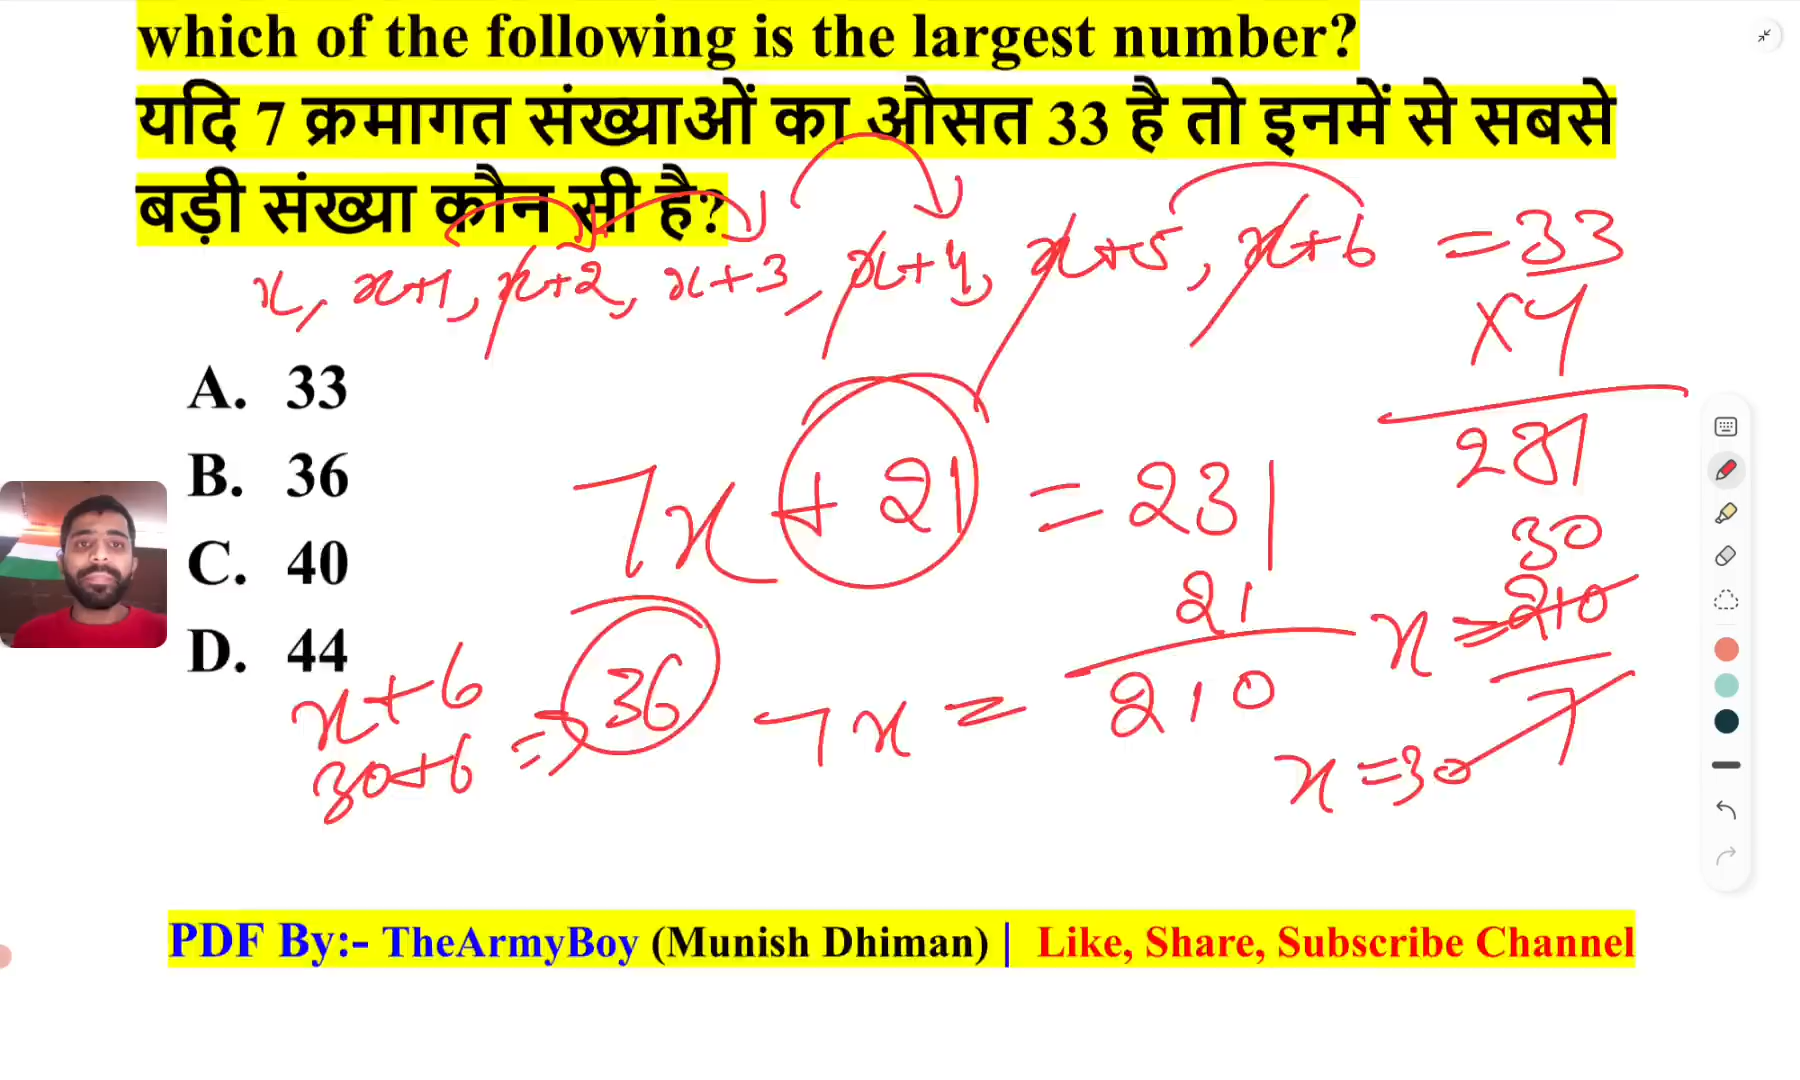 which of the following is the largest number?
यदि 7 क्रमागत संख्याओं का औसत 33 है तो इनमें से सबसे
बड़ी संख्या कौन सी है?
x, x+1, x+2, x+3, x+4, x+5, x+6 = 33
A. 33
B. 36
C. 40
D. 44
231
7x + 21 = 231
21
7x = 210
30
x = 210
7
x = 30
x+6
30+6 => 36
PDF By:- TheArmyBoy (Munish Dhiman) | Like, Share, Subscribe Channel